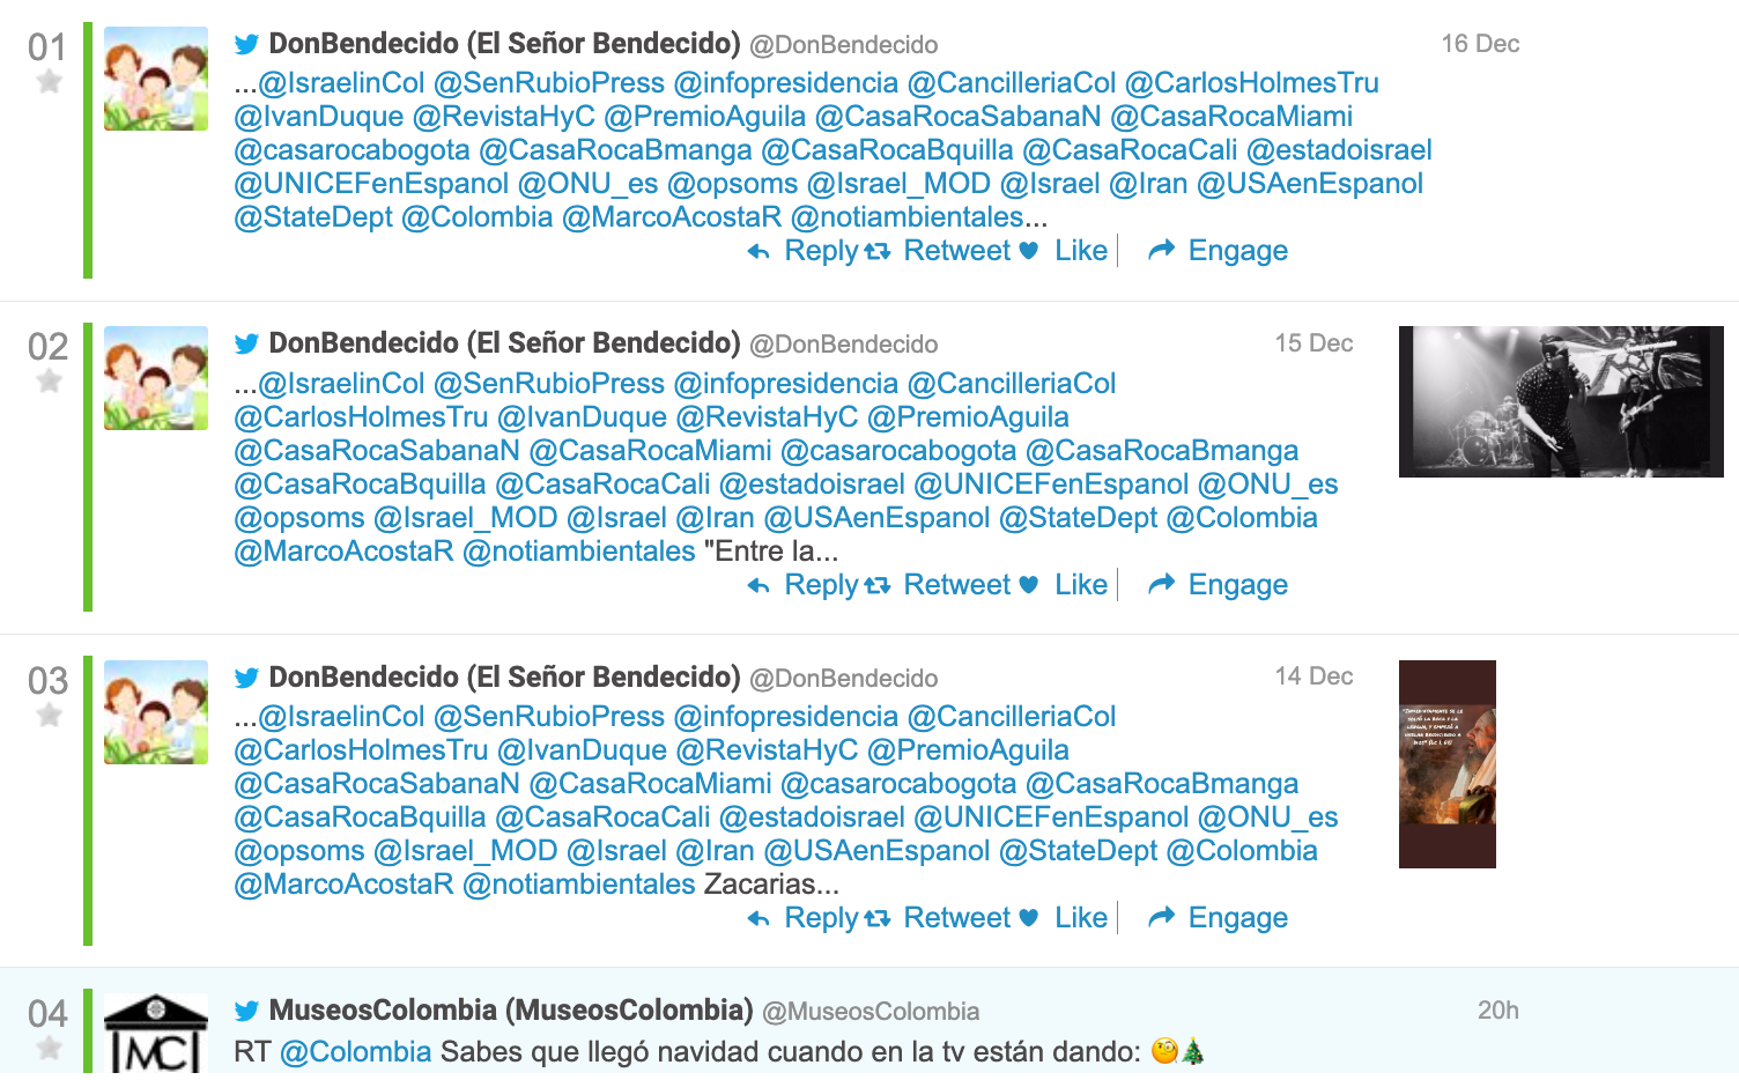 01
DonBendecido (El Señor Bendecido) @DonBendecido 16 Dec
...@IsraelinCol @SenRubioPress @infopresidencia @CancilleriaCol @CarlosHolmesTru
@IvanDuque @RevistaHyC @PremioAguila @CasaRocaSabanaN @CasaRocaMiami
@casarocabogota @CasaRocaBmanga @CasaRocaBquilla @CasaRocaCali @estadoisrael
@UNICEFenEspanol @ONU_es @opsoms @Israel_MOD @Israel @Iran @USAenEspanol
@StateDept @Colombia @MarcoAcostaR @notiambientales...
Reply Retweet Like Engage
02
DonBendecido (El Señor Bendecido) @DonBendecido 15 Dec
...@IsraelinCol @SenRubioPress @infopresidencia @CancilleriaCol
@CarlosHolmesTru @IvanDuque @RevistaHyC @PremioAguila
@CasaRocaSabanaN @CasaRocaMiami @casarocabogota @CasaRocaBmanga
@CasaRocaBquilla @CasaRocaCali @estadoisrael @UNICEFenEspanol @ONU_es
@opsoms @Israel_MOD @Israel @Iran @USAenEspanol @StateDept @Colombia
@MarcoAcostaR @notiambientales "Entre la...
Reply Retweet Like Engage
03
DonBendecido (El Señor Bendecido) @DonBendecido 14 Dec
...@IsraelinCol @SenRubioPress @infopresidencia @CancilleriaCol
@CarlosHolmesTru @IvanDuque @RevistaHyC @PremioAguila
@CasaRocaSabanaN @CasaRocaMiami @casarocabogota @CasaRocaBmanga
@CasaRocaBquilla @CasaRocaCali @estadoisrael @UNICEFenEspanol @ONU_es
@opsoms @Israel_MOD @Israel @Iran @USAenEspanol @StateDept @Colombia
@MarcoAcostaR @notiambientales Zacarias...
Reply Retweet Like Engage
04
MC
MuseosColombia (MuseosColombia) @MuseosColombia 20h
RT @Colombia Sabes que llegó navidad cuando en la tv están dando: 🧐🎄